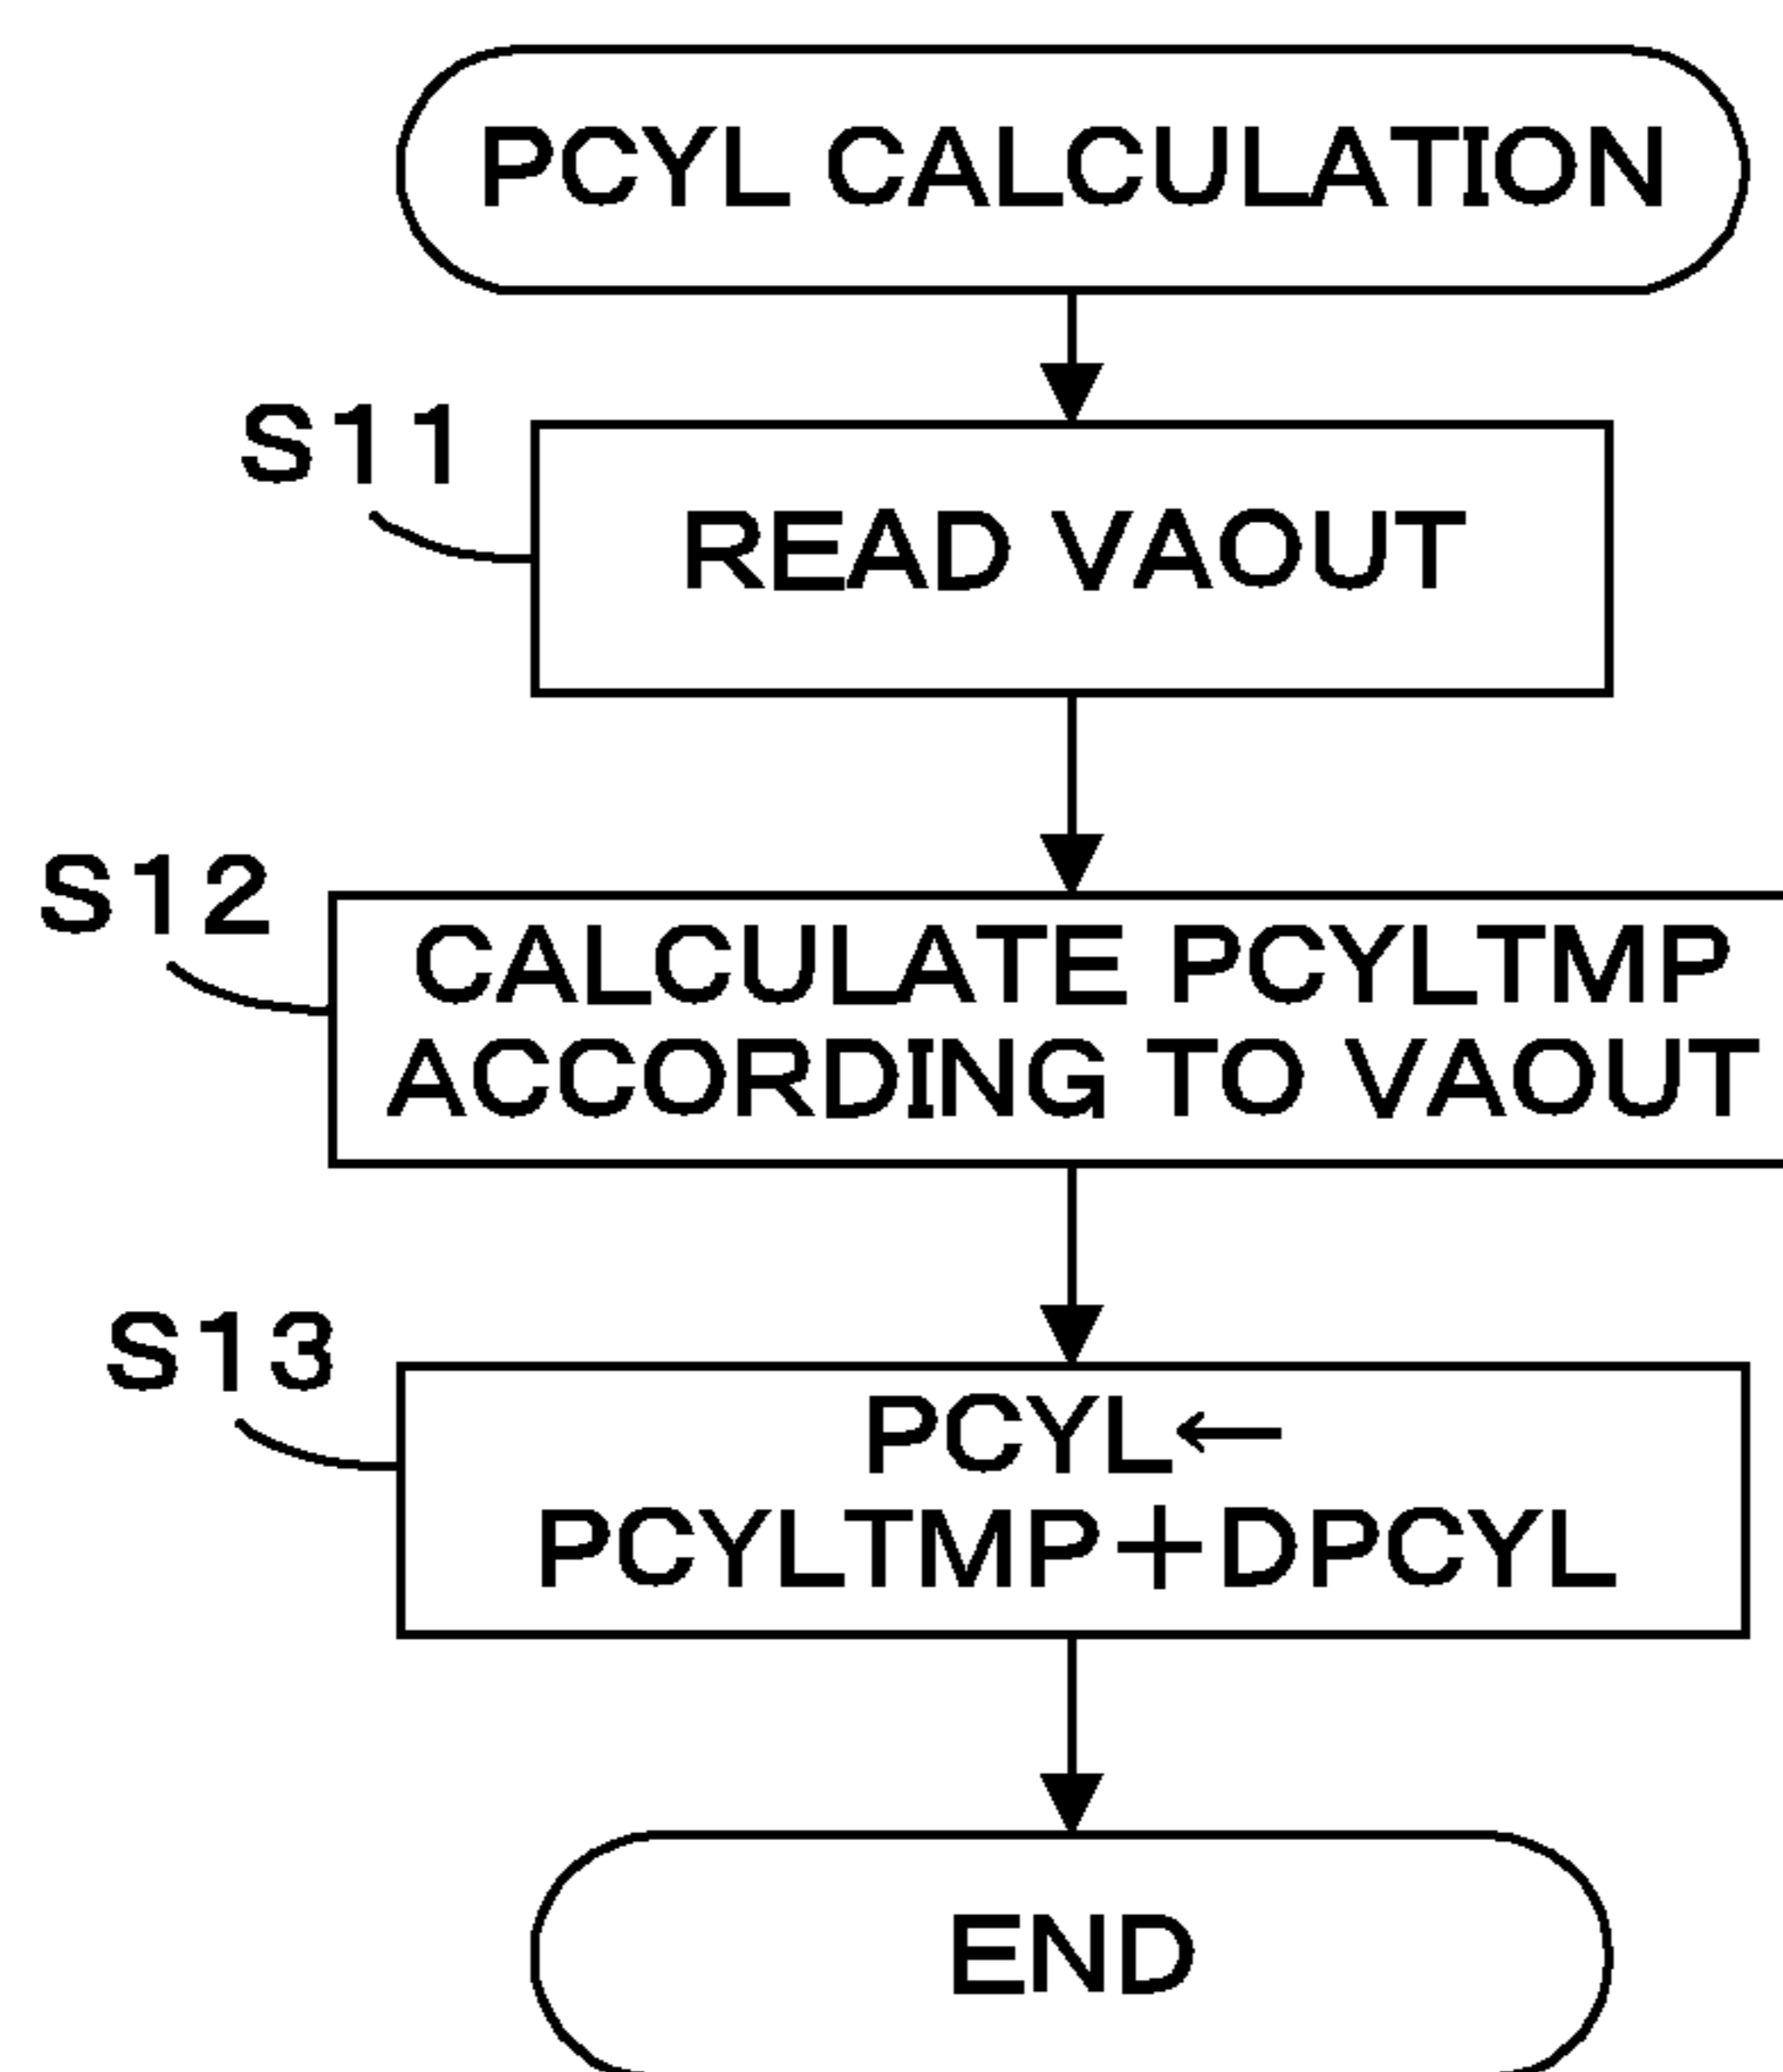 PCYL CALCULATION
S11
READ VAOUT
S12
CALCULATE PCYLTMP
ACCORDING TO VAOUT
S13
PCYL←
PCYLTMP+DPCYL
END